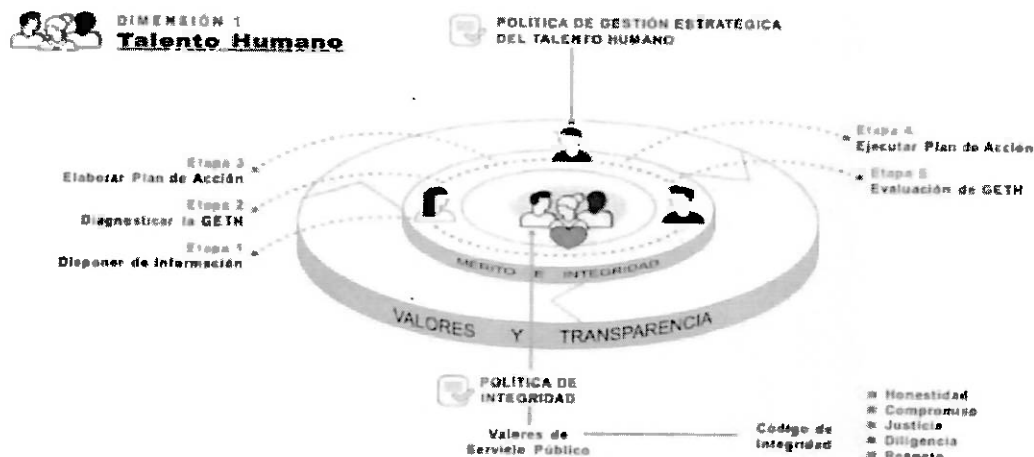 DIMENSIÓN 1
Talento Humano
POLÍTICA DE GESTIÓN ESTRATÉGICA
DEL TALENTO HUMANO
Etapa 3
Elaborar Plan de Acción
Etapa 2
Diagnosticar la GETH
Etapa 1
Disponer de Información
Etapa 4
Ejecutar Plan de Acción
Etapa 5
Evaluación de GETH
MÉRITO E INTEGRIDAD
VALORES Y TRANSPARENCIA
POLÍTICA DE
INTEGRIDAD
Valores de
Servicio Público
Código de
Integridad
Honestidad
Compromiso
Justicia
Diligencia
Respeto